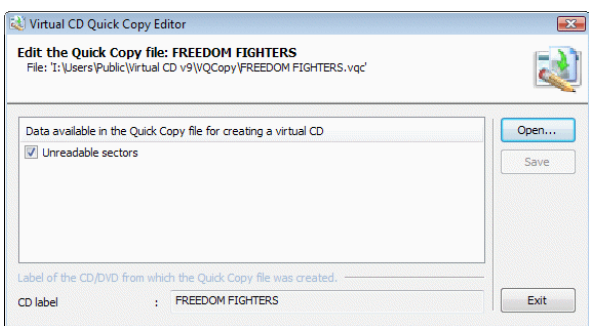 Virtual CD Quick Copy Editor
Edit the Quick Copy file: FREEDOM FIGHTERS
File: 'I:\Users\Public\Virtual CD v9\VQCopy\FREEDOM FIGHTERS.vqc'
Data available in the Quick Copy file for creating a virtual CD
Open...
Unreadable sectors
Save
Label of the CD/DVD from which the Quick Copy file was created.
CD label : FREEDOM FIGHTERS
Exit